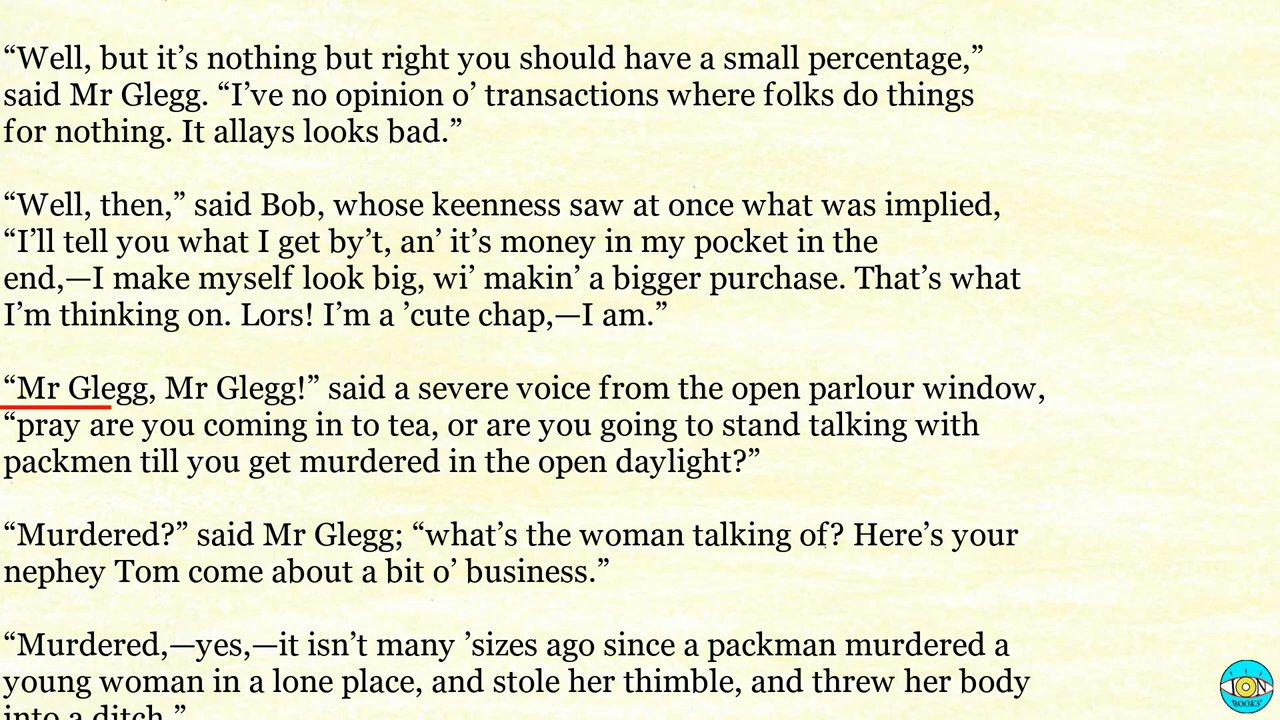 “Well, but it’s nothing but right you should have a small percentage,”
said Mr Glegg. “I’ve no opinion o’ transactions where folks do things
for nothing. It allays looks bad.”
“Well, then,” said Bob, whose keenness saw at once what was implied,
“I’ll tell you what I get by’t, an’ it’s money in my pocket in the
end,—I make myself look big, wi’ makin’ a bigger purchase. That’s what
I’m thinking on. Lors! I’m a ’cute chap,—I am.”
“Mr Glegg, Mr Glegg!” said a severe voice from the open parlour window,
“pray are you coming in to tea, or are you going to stand talking with
packmen till you get murdered in the open daylight?”
“Murdered?” said Mr Glegg; “what’s the woman talking of? Here’s your
nephey Tom come about a bit o’ business.”
“Murdered,—yes,—it isn’t many ’sizes ago since a packman murdered a
young woman in a lone place, and stole her thimble, and threw her body
into a ditch.”
ION
BOOKS